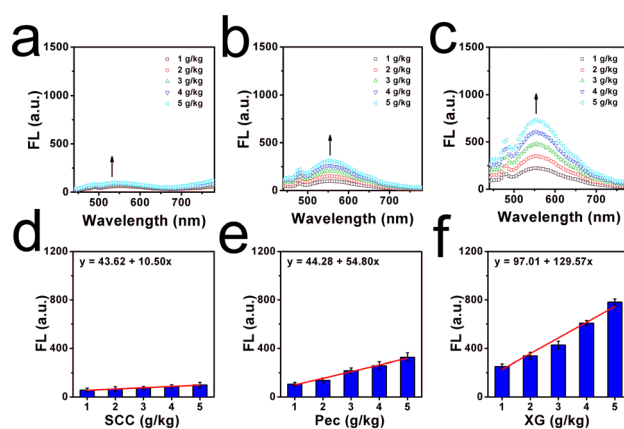 a
1500
1000
500
0
FL (a.u.)
1 g/kg
2 g/kg
3 g/kg
4 g/kg
5 g/kg
500 600 700
Wavelength (nm)
b
1500
1000
500
0
FL (a.u.)
1 g/kg
2 g/kg
3 g/kg
4 g/kg
5 g/kg
500 600 700
Wavelength (nm)
c
1500
1000
500
0
FL (a.u.)
1 g/kg
2 g/kg
3 g/kg
4 g/kg
5 g/kg
500 600 700
Wavelength (nm)
d
1200
800
400
0
FL (a.u.)
y = 43.62 + 10.50x
1 2 3 4 5
SCC (g/kg)
e
1200
800
400
0
FL (a.u.)
y = 44.28 + 54.80x
1 2 3 4 5
Pec (g/kg)
f
1200
800
400
0
FL (a.u.)
y = 97.01 + 129.57x
1 2 3 4 5
XG (g/kg)